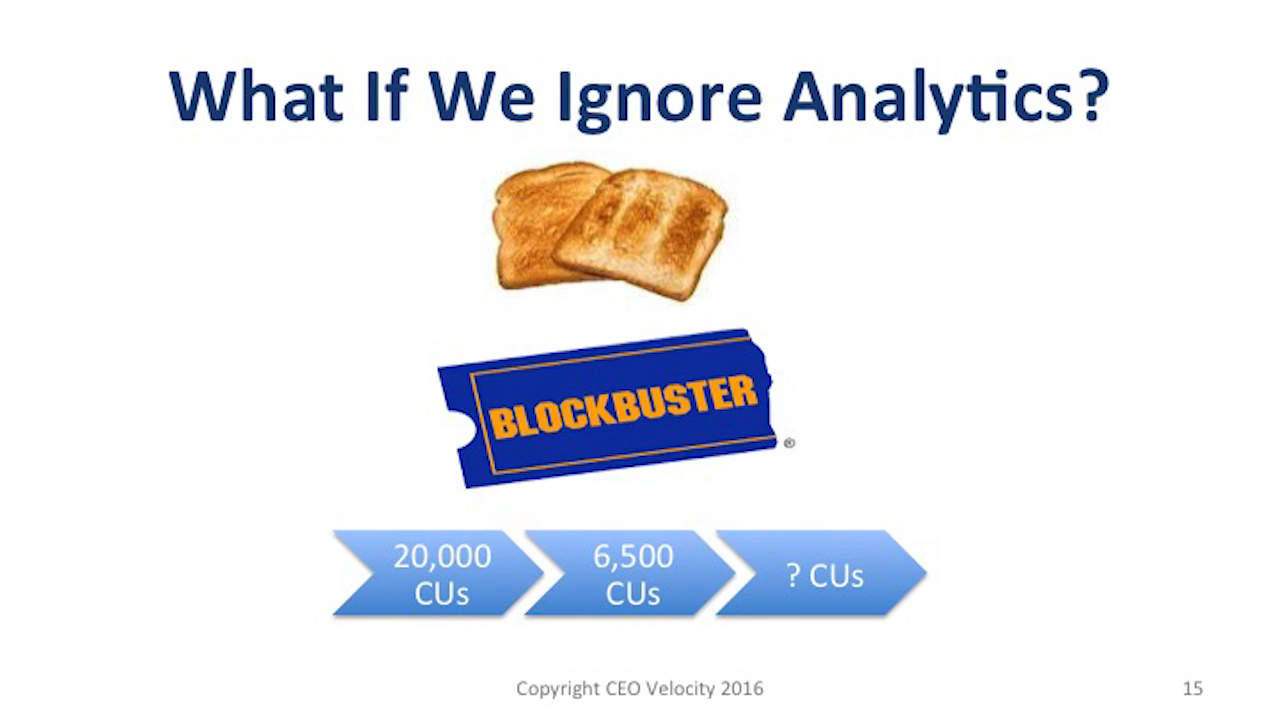 What If We Ignore Analytics?
BLOCKBUSTER
®
20,000
CUs
6,500
CUs
? CUs
Copyright CEO Velocity 2016
15